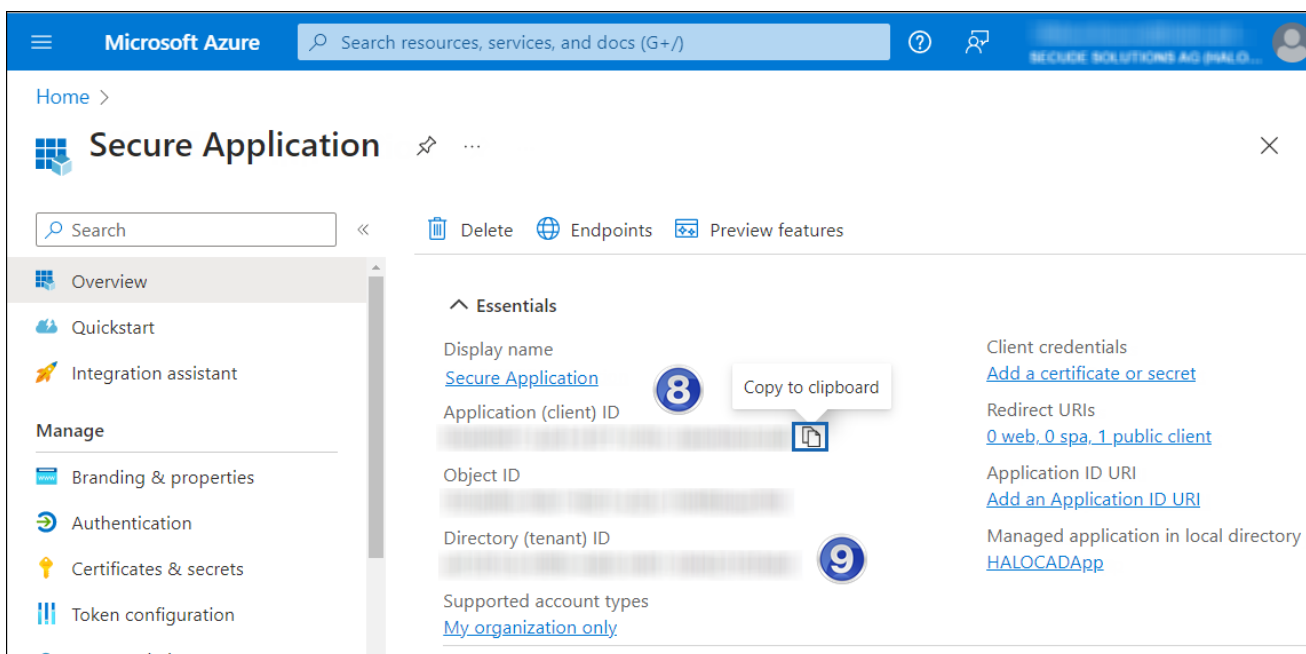 Microsoft Azure
Search resources, services, and docs (G+/)
SECUDE SOLUTIONS AG (HALO...
Home >
Secure Application
...
Search
«
Delete
Endpoints
Preview features
Overview
Quickstart
Integration assistant
Manage
Branding & properties
Authentication
Certificates & secrets
Token configuration
Essentials
Display name
Secure Application
8
Copy to clipboard
Application (client) ID
Object ID
Directory (tenant) ID
9
Supported account types
My organization only
Client credentials
Add a certificate or secret
Redirect URIs
0 web, 0 spa, 1 public client
Application ID URI
Add an Application ID URI
Managed application in local directory
HALOCADApp